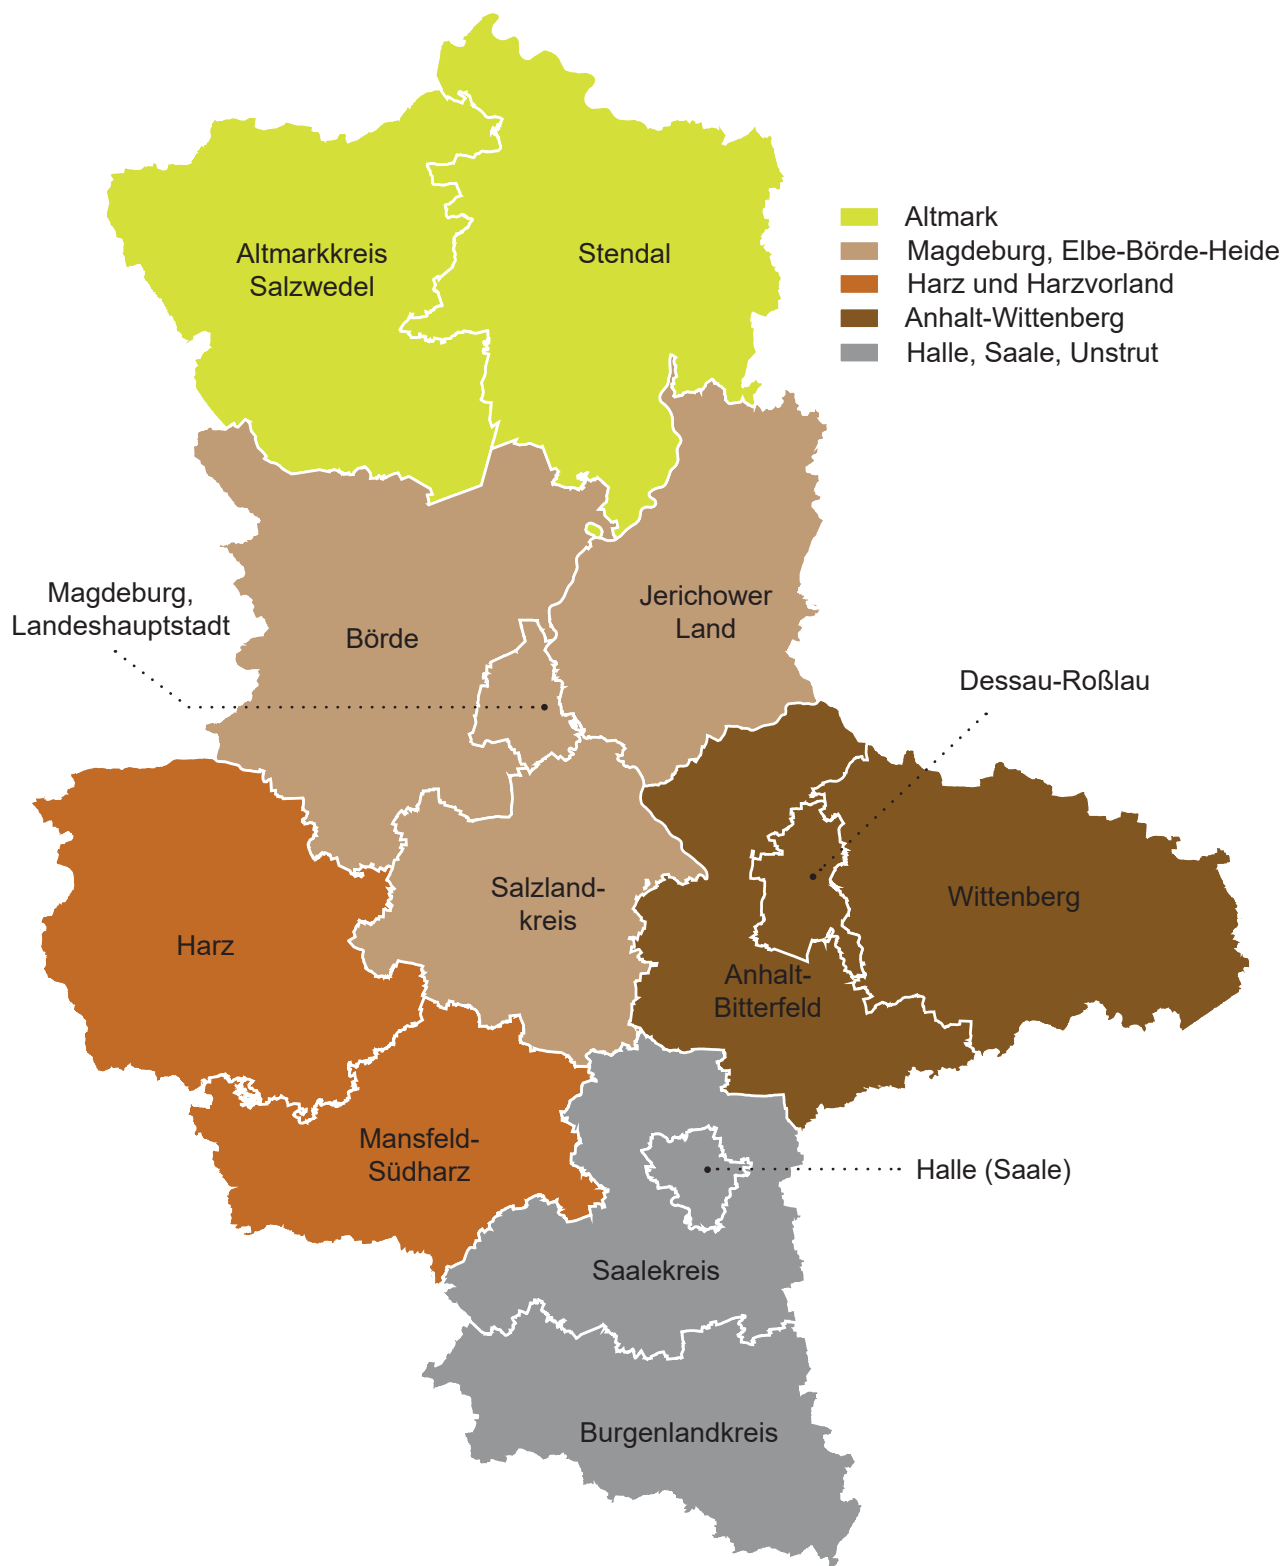 Altmarkkreis
Salzwedel
Stendal
Altmark
Magdeburg, Elbe-Börde-Heide
Harz und Harzvorland
Anhalt-Wittenberg
Halle, Saale, Unstrut
Magdeburg,
Landeshauptstadt
Börde
Jerichower
Land
Dessau-Roßlau
Salzland-
kreis
Wittenberg
Harz
Anhalt-
Bitterfeld
Mansfeld-
Südharz
Halle (Saale)
Saalekreis
Burgenlandkreis